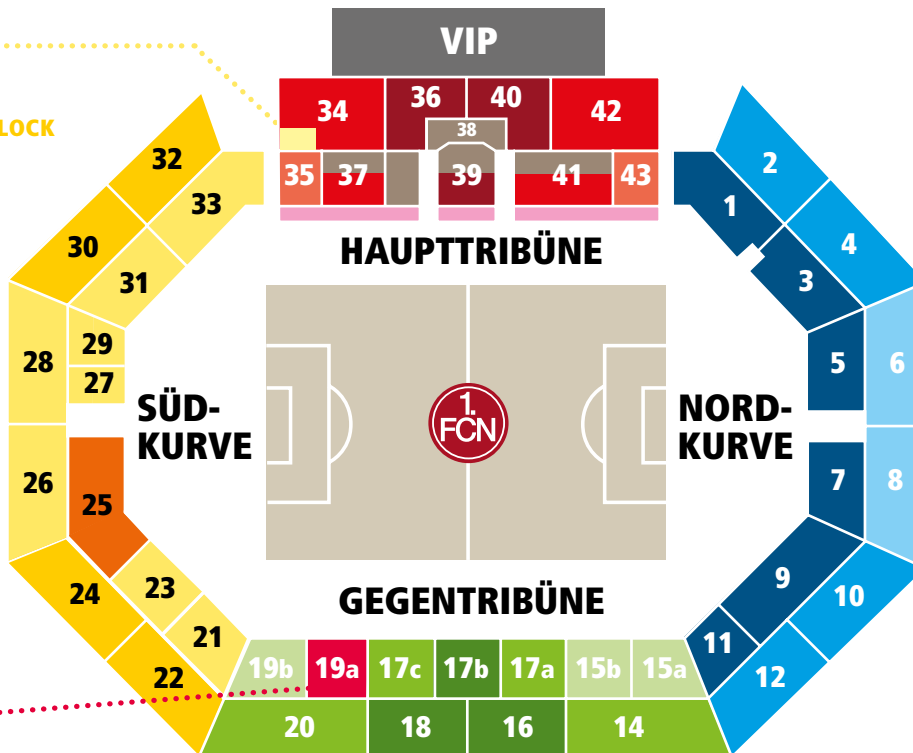 VIP
34
36
40
42
38
LOCK
32
33
35
37
39
41
43
2
1
30
31
HAUPTTRIBÜNE
4
3
28
29
27
5
6
SÜD-
KURVE
1.
FCN
NORD-
KURVE
26
25
7
8
24
23
9
10
GEGENTRIBÜNE
21
22
19b
19a
17c
17b
17a
15b
15a
11
12
20
18
16
14